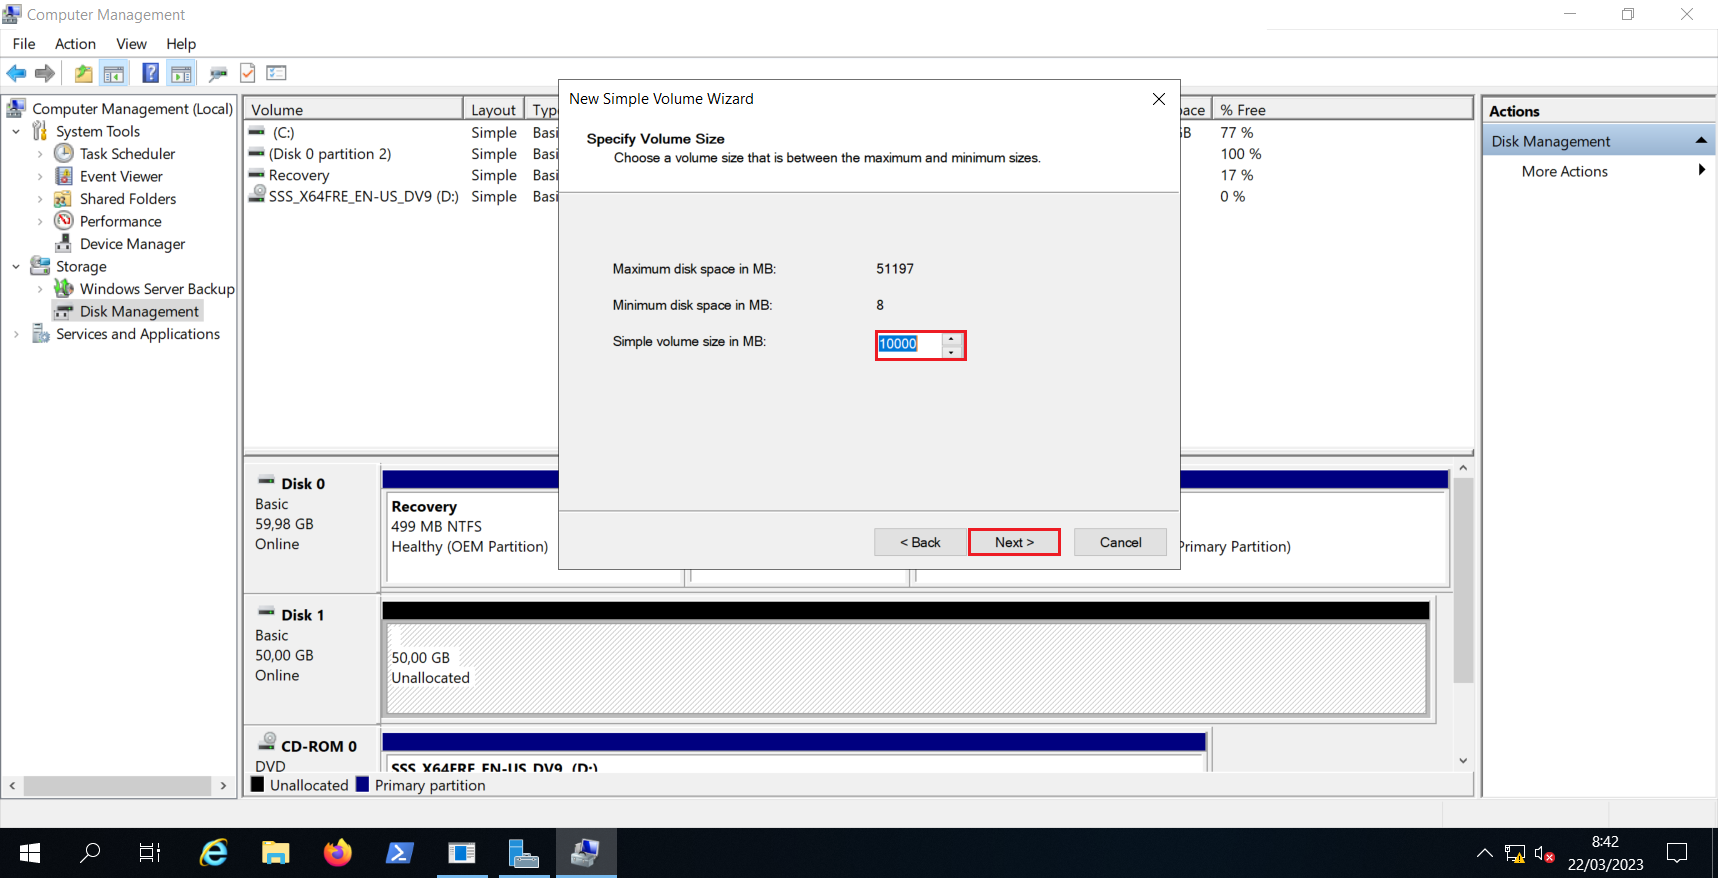 Computer Management
File Action View Help
Computer Management (Local)
System Tools
Task Scheduler
Event Viewer
Shared Folders
Performance
Device Manager
Storage
Windows Server Backup
Disk Management
Services and Applications
Volume Layout Typ
(C:) Simple Basi
(Disk 0 partition 2) Simple Basi
Recovery Simple Basi
SSS_X64FRE_EN-US_DV9 (D:) Simple Basi
ace % Free
B 77 %
100 %
17 %
0 %
New Simple Volume Wizard
Specify Volume Size
Choose a volume size that is between the maximum and minimum sizes.
Maximum disk space in MB: 51197
Minimum disk space in MB: 8
Simple volume size in MB: 10000
< Back Next > Cancel
Actions
Disk Management
More Actions
Disk 0
Basic
59,98 GB
Online
Recovery
499 MB NTFS
Healthy (OEM Partition)
Primary Partition)
Disk 1
Basic
50,00 GB
Online
50,00 GB
Unallocated
CD-ROM 0
DVD
SSS_X64FRE_EN-US_DV9 (D:)
Unallocated Primary partition
8:42
22/03/2023